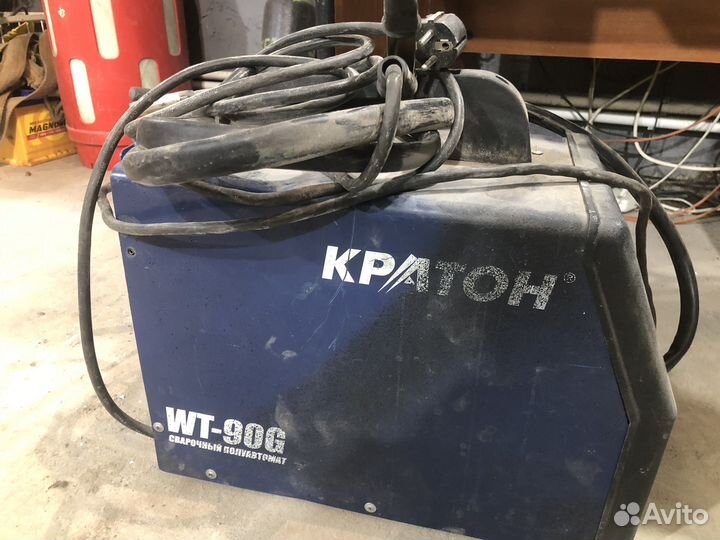 MAGNUM
КРАТОН®
WT-90G
СВАРОЧНЫЙ ПОЛУАВТОМАТ
Avito